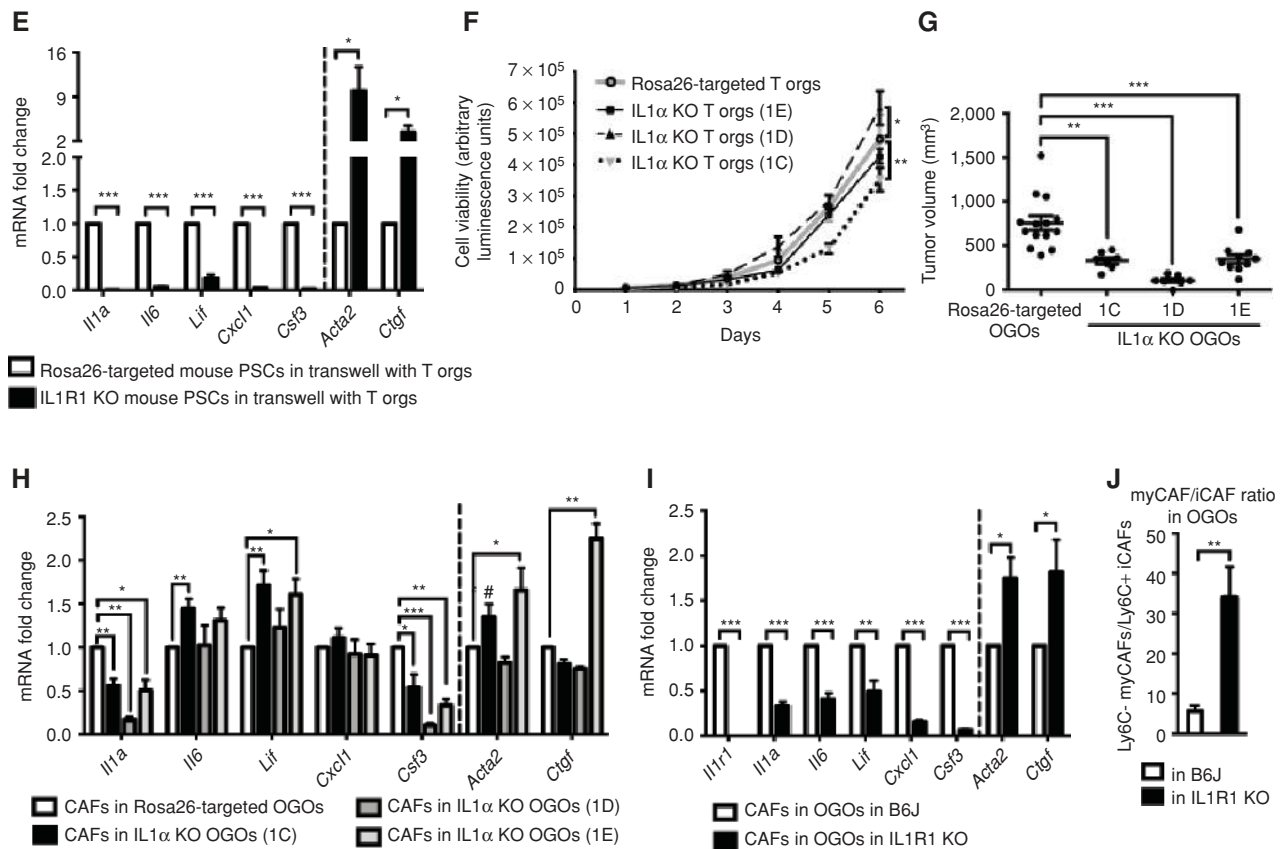 E
mRNA fold change
16
9
2
2.0
1.5
1.0
0.5
0.0
*
*
***
***
***
***
***
Il1a
Il6
Lif
Cxcl1
Csf3
Acta2
Ctgf
Rosa26-targeted mouse PSCs in transwell with T orgs
IL1R1 KO mouse PSCs in transwell with T orgs
F
Cell viability (arbitrary
luminescence units)
7 × 10⁵
6 × 10⁵
5 × 10⁵
4 × 10⁵
3 × 10⁵
2 × 10⁵
1 × 10⁵
0
Rosa26-targeted T orgs
IL1α KO T orgs (1E)
IL1α KO T orgs (1D)
IL1α KO T orgs (1C)
*
**
0 1 2 3 4 5 6
Days
G
Tumor volume (mm³)
2,000
1,500
1,000
500
0
***
***
**
Rosa26-targeted
OGOs
1C 1D 1E
IL1α KO OGOs
H
mRNA fold change
2.5
2.0
1.5
1.0
0.5
0.0
*
**
**
**
*
**
**
***
*
*
#
**
Il1a
Il6
Lif
Cxcl1
Csf3
Acta2
Ctgf
CAFs in Rosa26-targeted OGOs
CAFs in IL1α KO OGOs (1C)
CAFs in IL1α KO OGOs (1D)
CAFs in IL1α KO OGOs (1E)
I
mRNA fold change
2.5
2.0
1.5
1.0
0.5
0.0
***
***
***
**
***
***
*
*
Il1r1
Il1a
Il6
Lif
Cxcl1
Csf3
Acta2
Ctgf
CAFs in OGOs in B6J
CAFs in OGOs in IL1R1 KO
J
myCAF/iCAF ratio
in OGOs
Ly6C- myCAFs/Ly6C+ iCAFs
50
40
30
20
10
0
**
in B6J
in IL1R1 KO